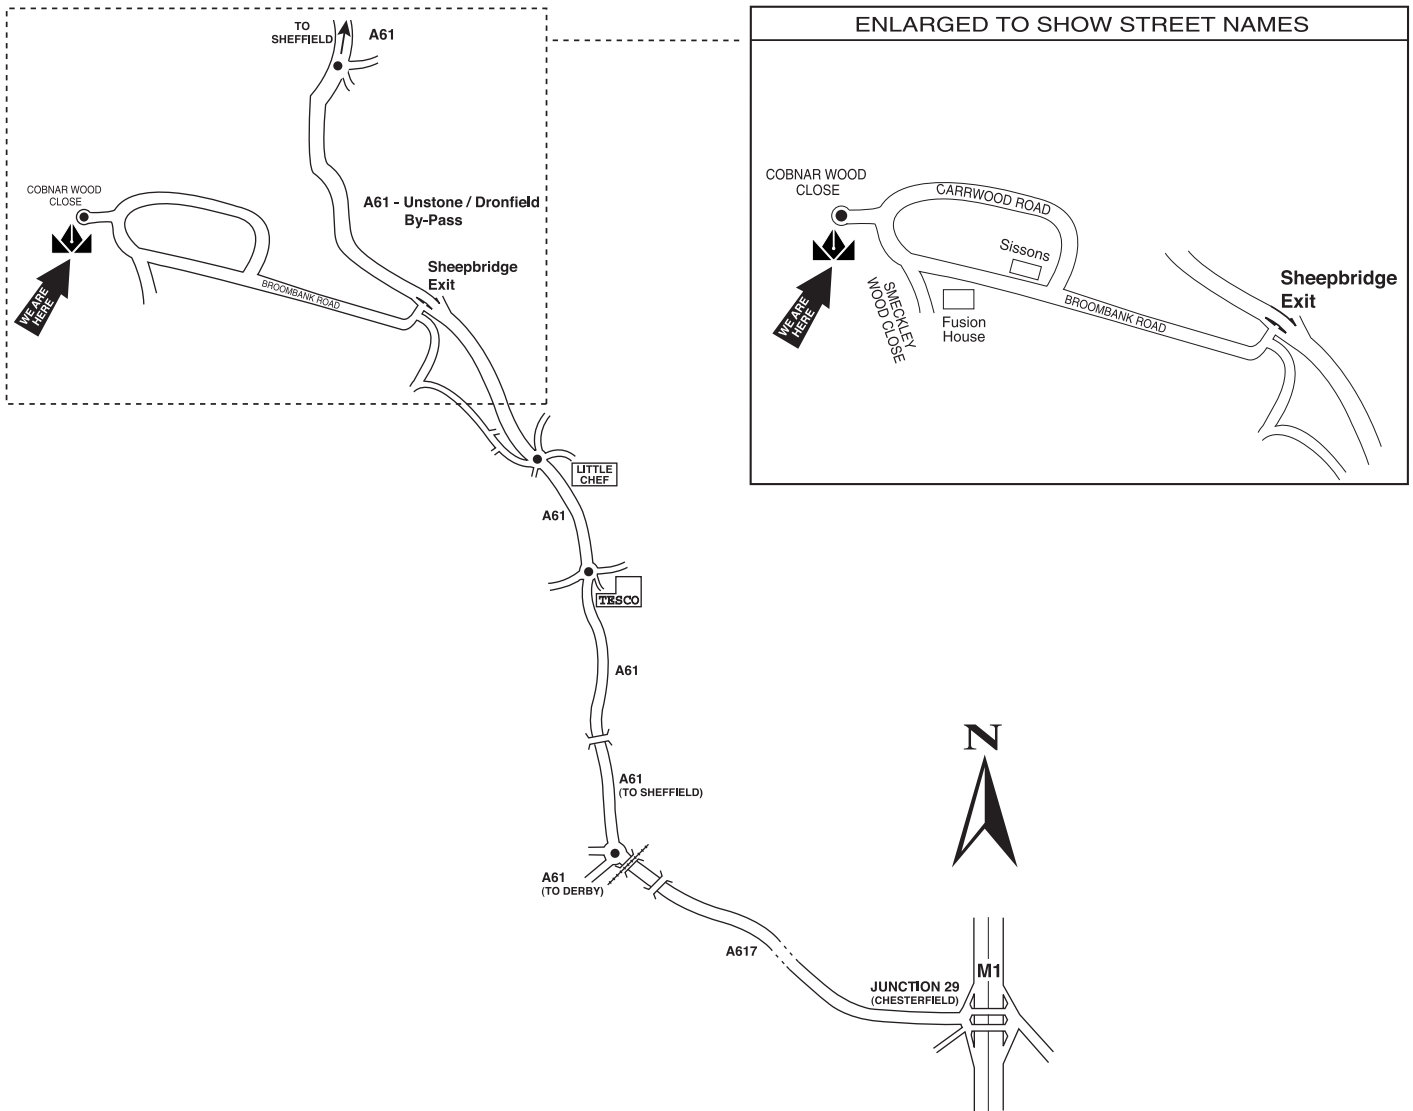 TO
SHEFFIELD
A61
COBNAR WOOD
CLOSE
WE ARE
HERE
A61 - Unstone / Dronfield
By-Pass
Sheepbridge
Exit
BROOMBANK ROAD
LITTLE
CHEF
A61
TESCO
A61
A61
(TO SHEFFIELD)
A61
(TO DERBY)
A617
JUNCTION 29
(CHESTERFIELD)
M1
N
ENLARGED TO SHOW STREET NAMES
COBNAR WOOD
CLOSE
CARRWOOD ROAD
Sissons
WE ARE
HERE
SMECKLEY
WOOD CLOSE
Fusion
House
BROOMBANK ROAD
Sheepbridge
Exit